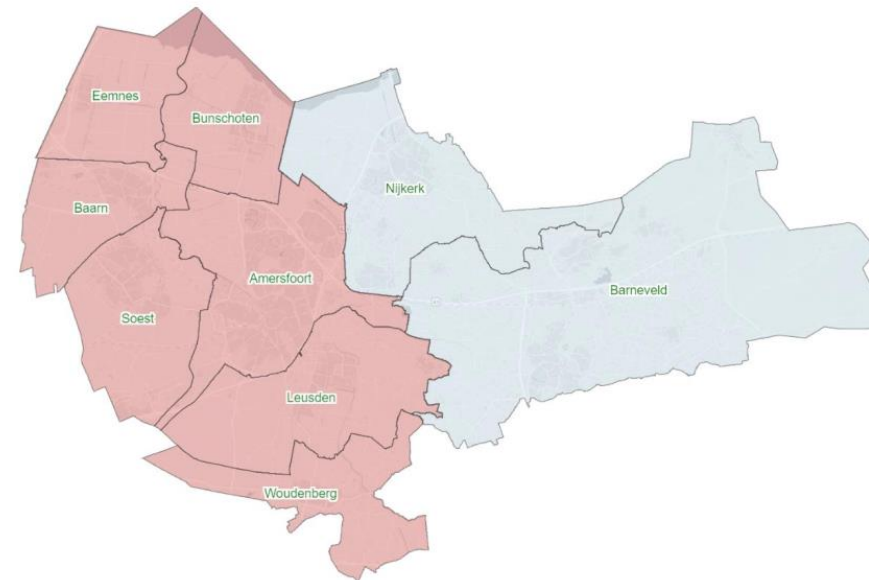 Eemnes
Bunschoten
Nijkerk
Baarn
Amersfoort
Barneveld
Soest
Leusden
Woudenberg